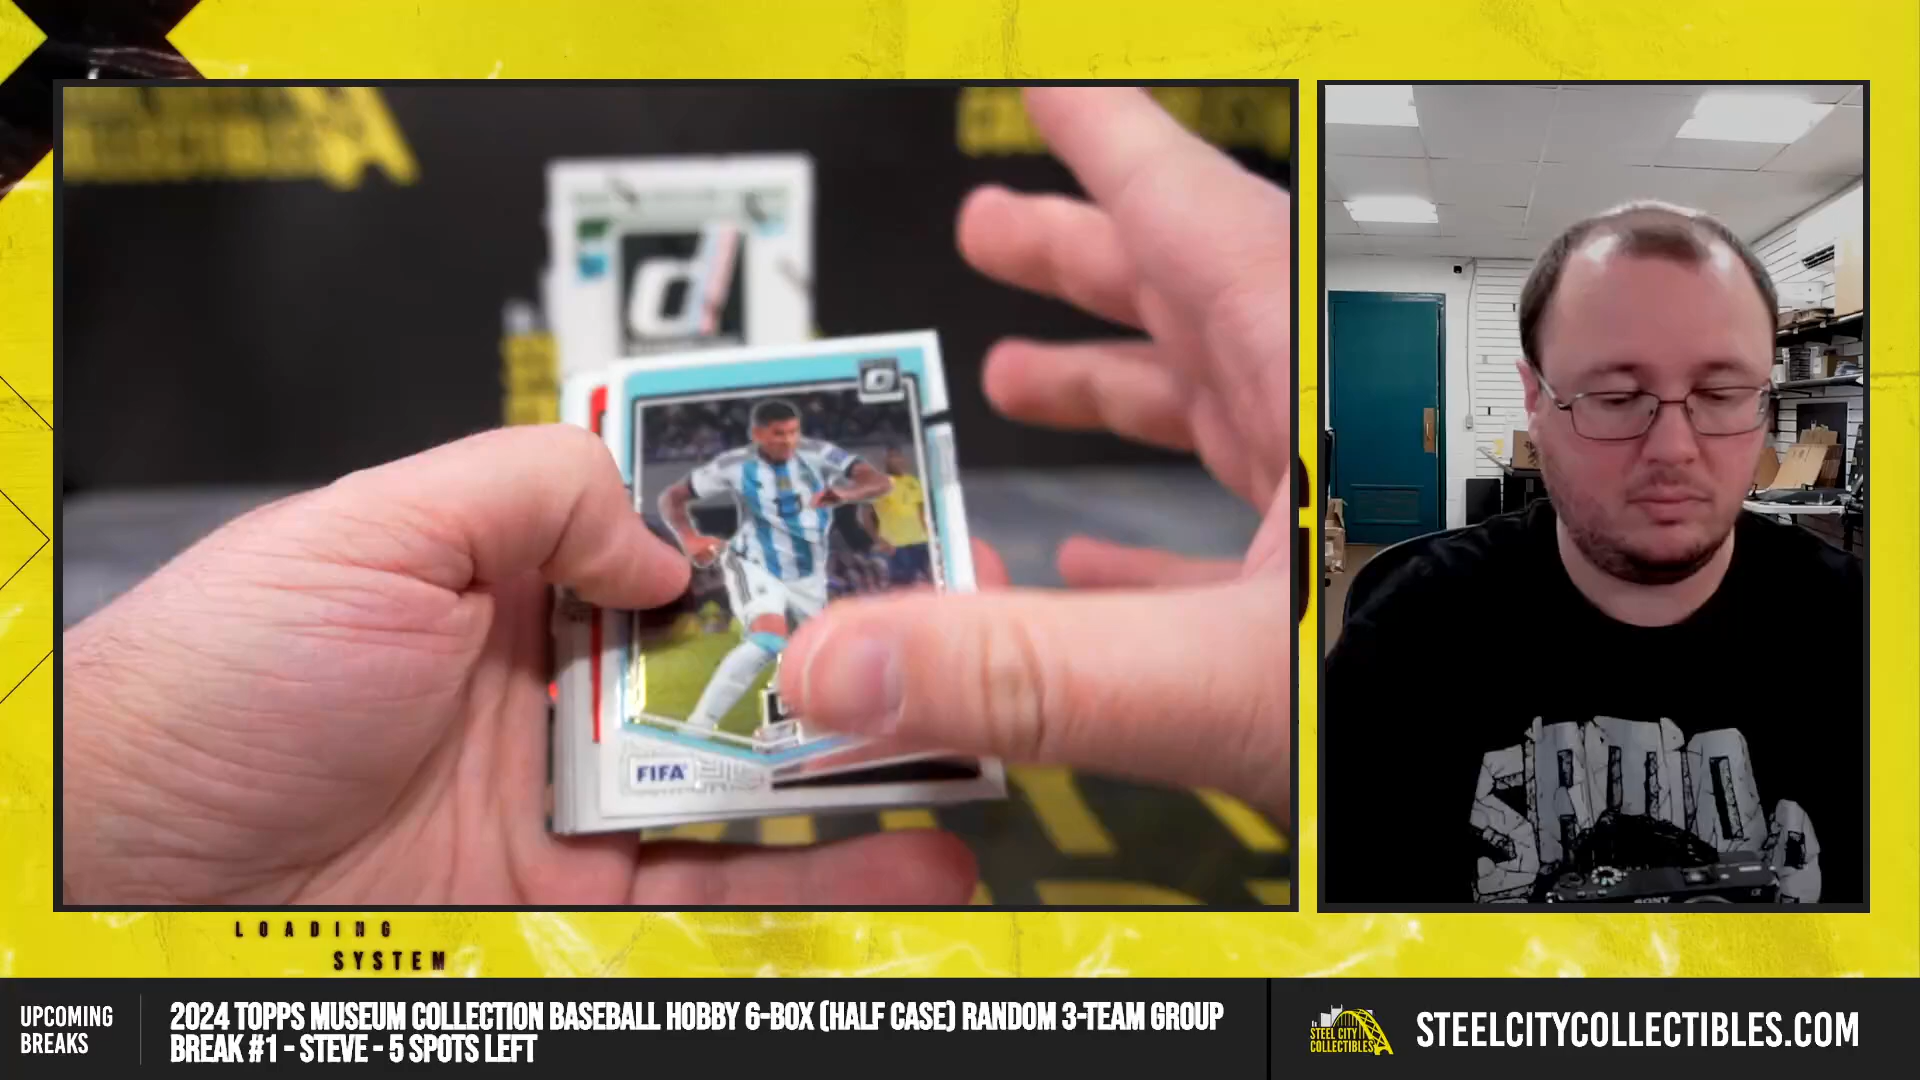 FIFA
LOADING
SYSTEM
SONY
UPCOMING
BREAKS
2024 TOPPS MUSEUM COLLECTION BASEBALL HOBBY 6-BOX (HALF CASE) RANDOM 3-TEAM GROUP
BREAK #1 - STEVE - 5 SPOTS LEFT
STEEL CITY
COLLECTIBLES
STEELCITYCOLLECTIBLES.COM